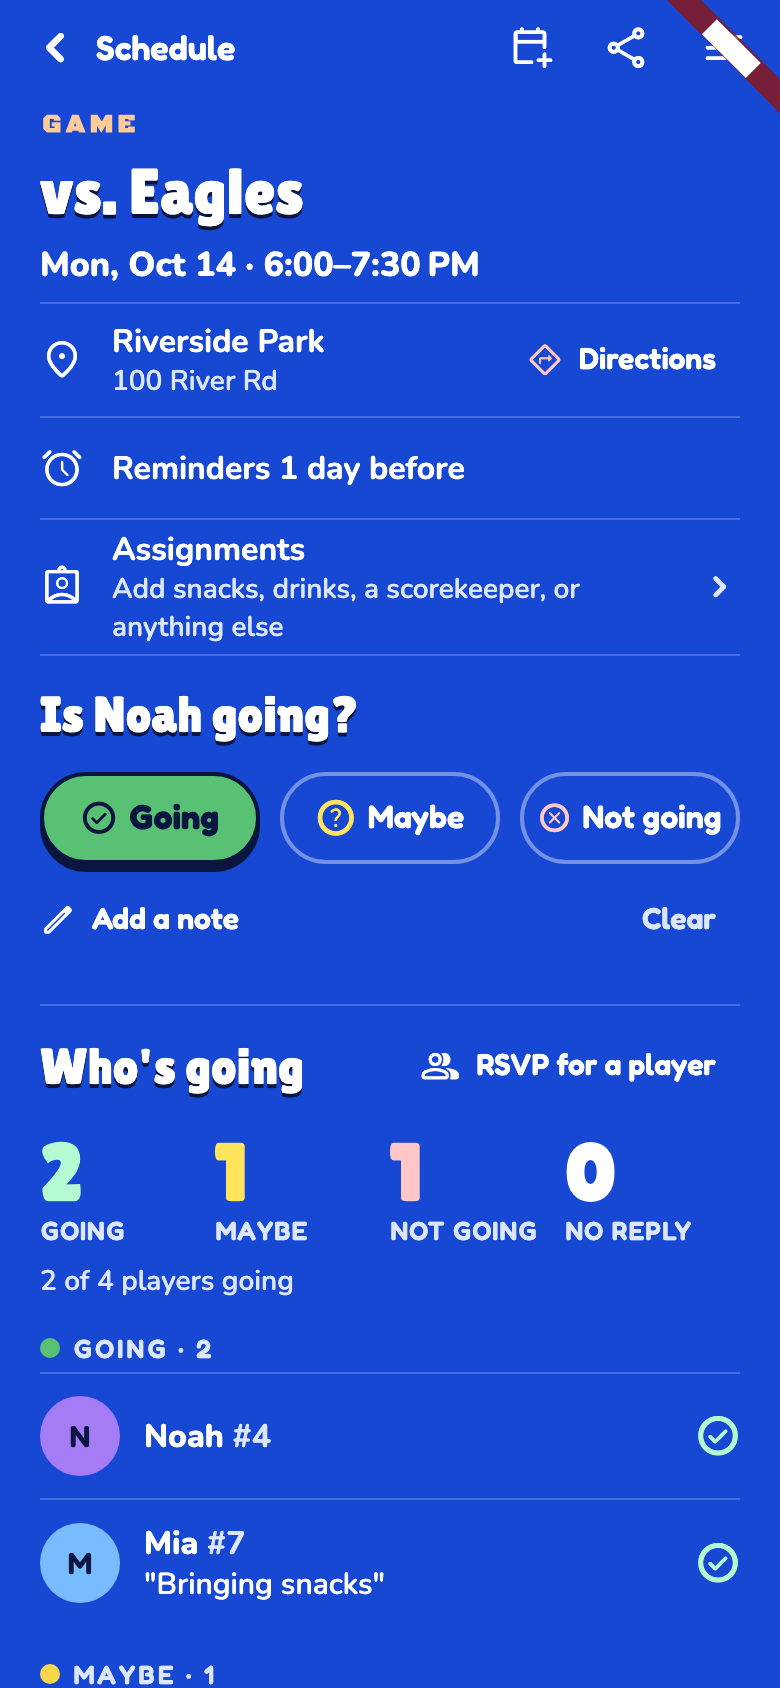 Schedule
GAME
vs. Eagles
Mon, Oct 14 · 6:00–7:30 PM
Riverside Park
100 River Rd
Directions
Reminders 1 day before
Assignments
Add snacks, drinks, a scorekeeper, or
anything else
Is Noah going?
Going
Maybe
Not going
Add a note
Clear
Who's going
RSVP for a player
2
1
1
0
GOING
MAYBE
NOT GOING
NO REPLY
2 of 4 players going
GOING · 2
N
Noah #4
M
Mia #7
"Bringing snacks"
MAYBE · 1